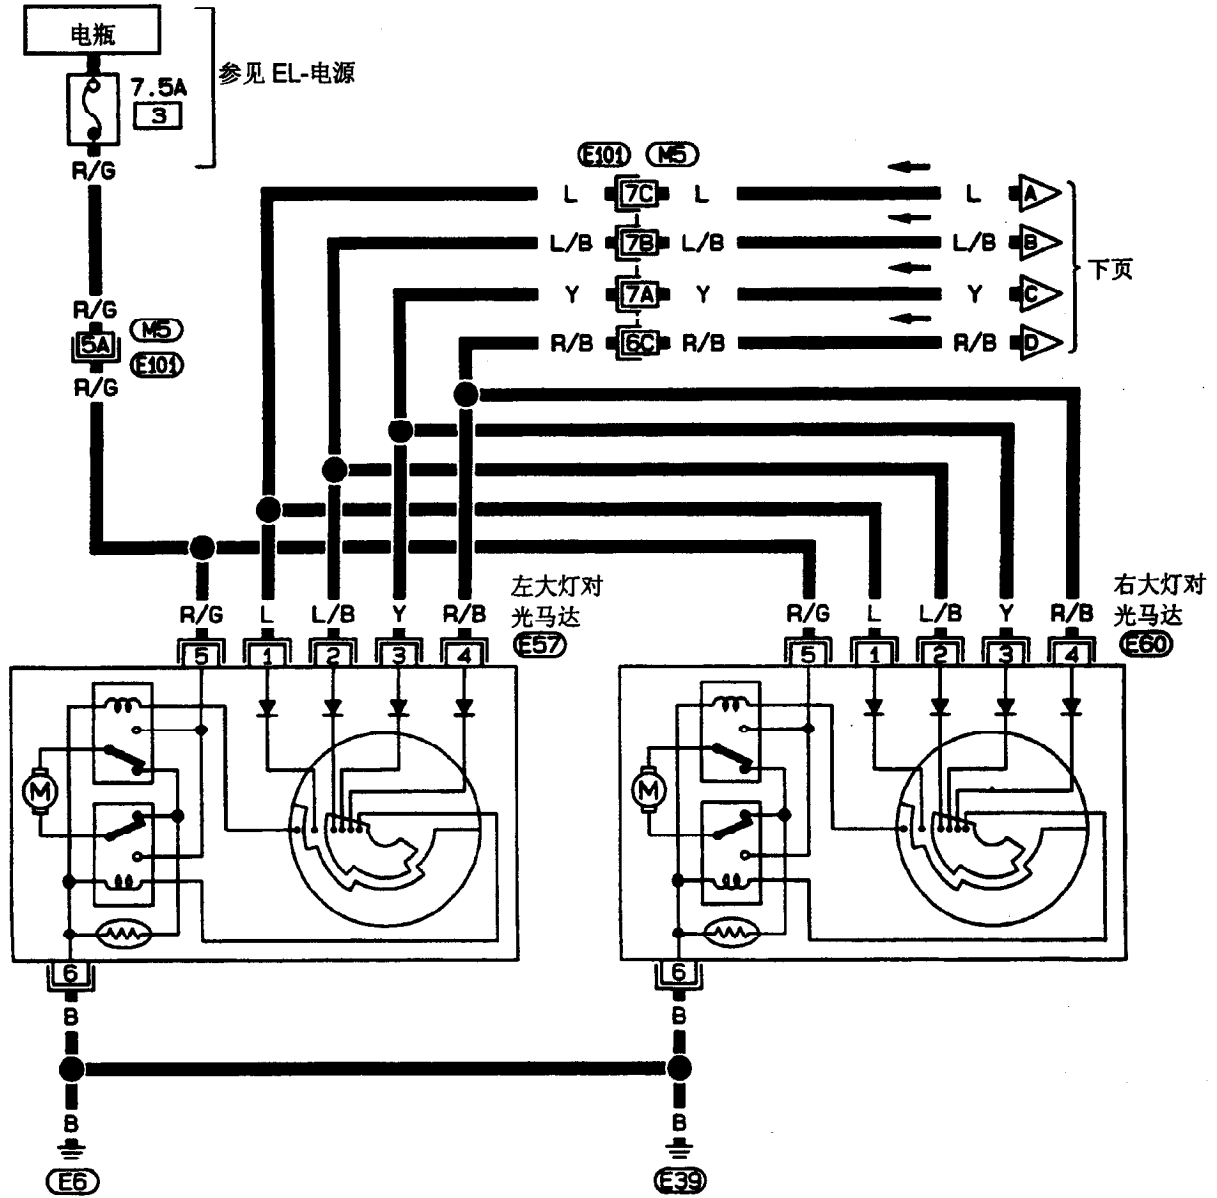 电瓶
参见 EL-电源
7.5A
3
R/G
E101 M5
L 7C L L A
L/B 7B L/B L/B B
Y 7A Y Y C
R/B 6C R/B R/B D
下页
R/G
5A M5
E101
R/G
左大灯对
光马达
E57
右大灯对
光马达
E60
R/G L L/B Y R/B
R/G L L/B Y R/B
5 1 2 3 4
5 1 2 3 4
M
M
6
6
B
B
B
B
E6
E39